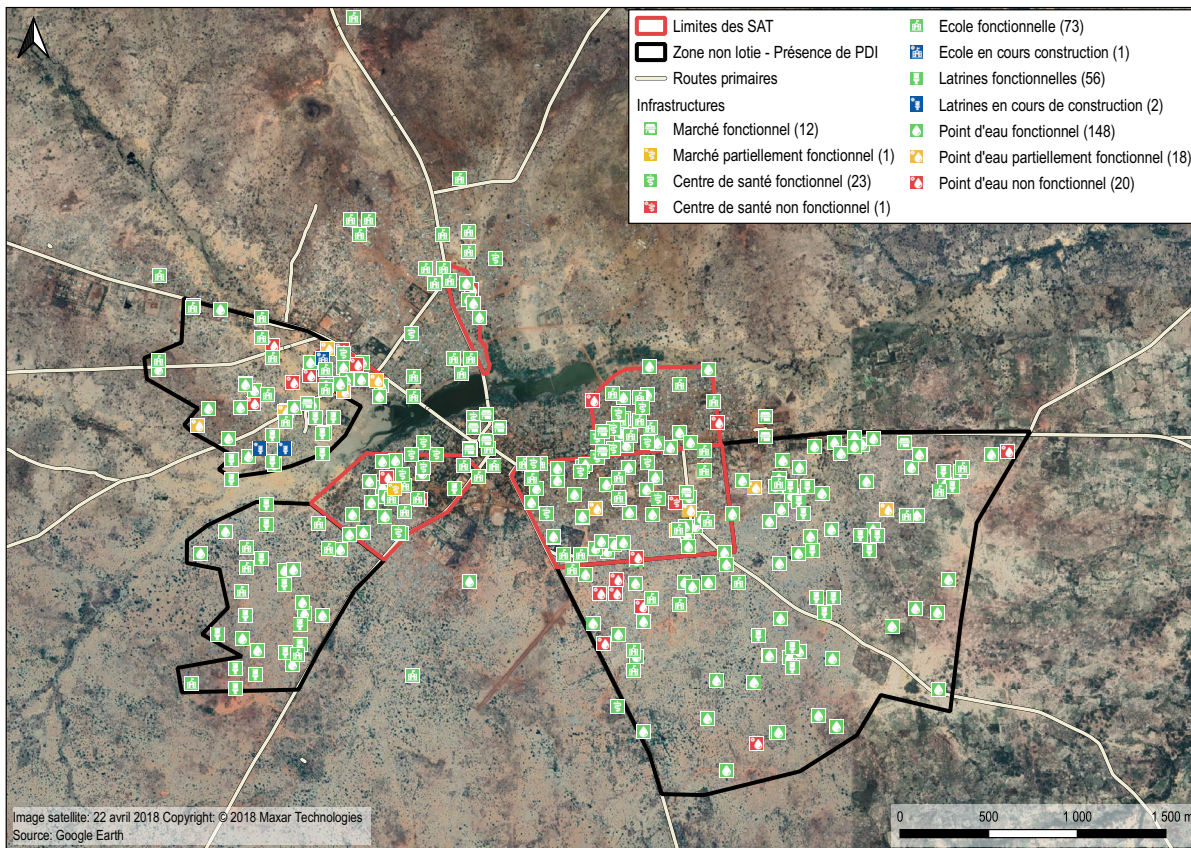 Limites des SAT
Zone non lotie - Présence de PDI
Routes primaires
Infrastructures
Marché fonctionnel (12)
Marché partiellement fonctionnel (1)
Centre de santé fonctionnel (23)
Centre de santé non fonctionnel (1)
Ecole fonctionnelle (73)
Ecole en cours construction (1)
Latrines fonctionnelles (56)
Latrines en cours de construction (2)
Point d'eau fonctionnel (148)
Point d'eau partiellement fonctionnel (18)
Point d'eau non fonctionnel (20)
Image satellite: 22 avril 2018 Copyright: © 2018 Maxar Technologies
Source: Google Earth
0 500 1 000 1 500 m